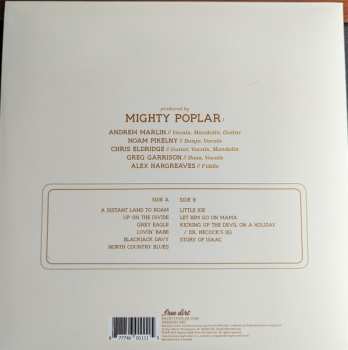 produced by
MIGHTY POPLAR:
ANDREW MARLIN // Vocals, Mandolin, Guitar
NOAM PIKELNY // Banjo, Vocals
CHRIS ELDRIDGE // Guitar, Vocals, Mandolin
GREG GARRISON // Bass, Vocals
ALEX HARGREAVES // Fiddle
SIDE A
A DISTANT LAND TO ROAM
UP ON THE DIVIDE
GREY EAGLE
LOVIN' BABE
BLACKJACK DAVY
NORTH COUNTRY BLUES
SIDE B
LITTLE JOE
LET HIM GO ON MAMA
KICKING UP THE DEVIL ON A HOLIDAY
/ DR. HECOCK'S JIG
STORY OF ISAAC
Free dirt